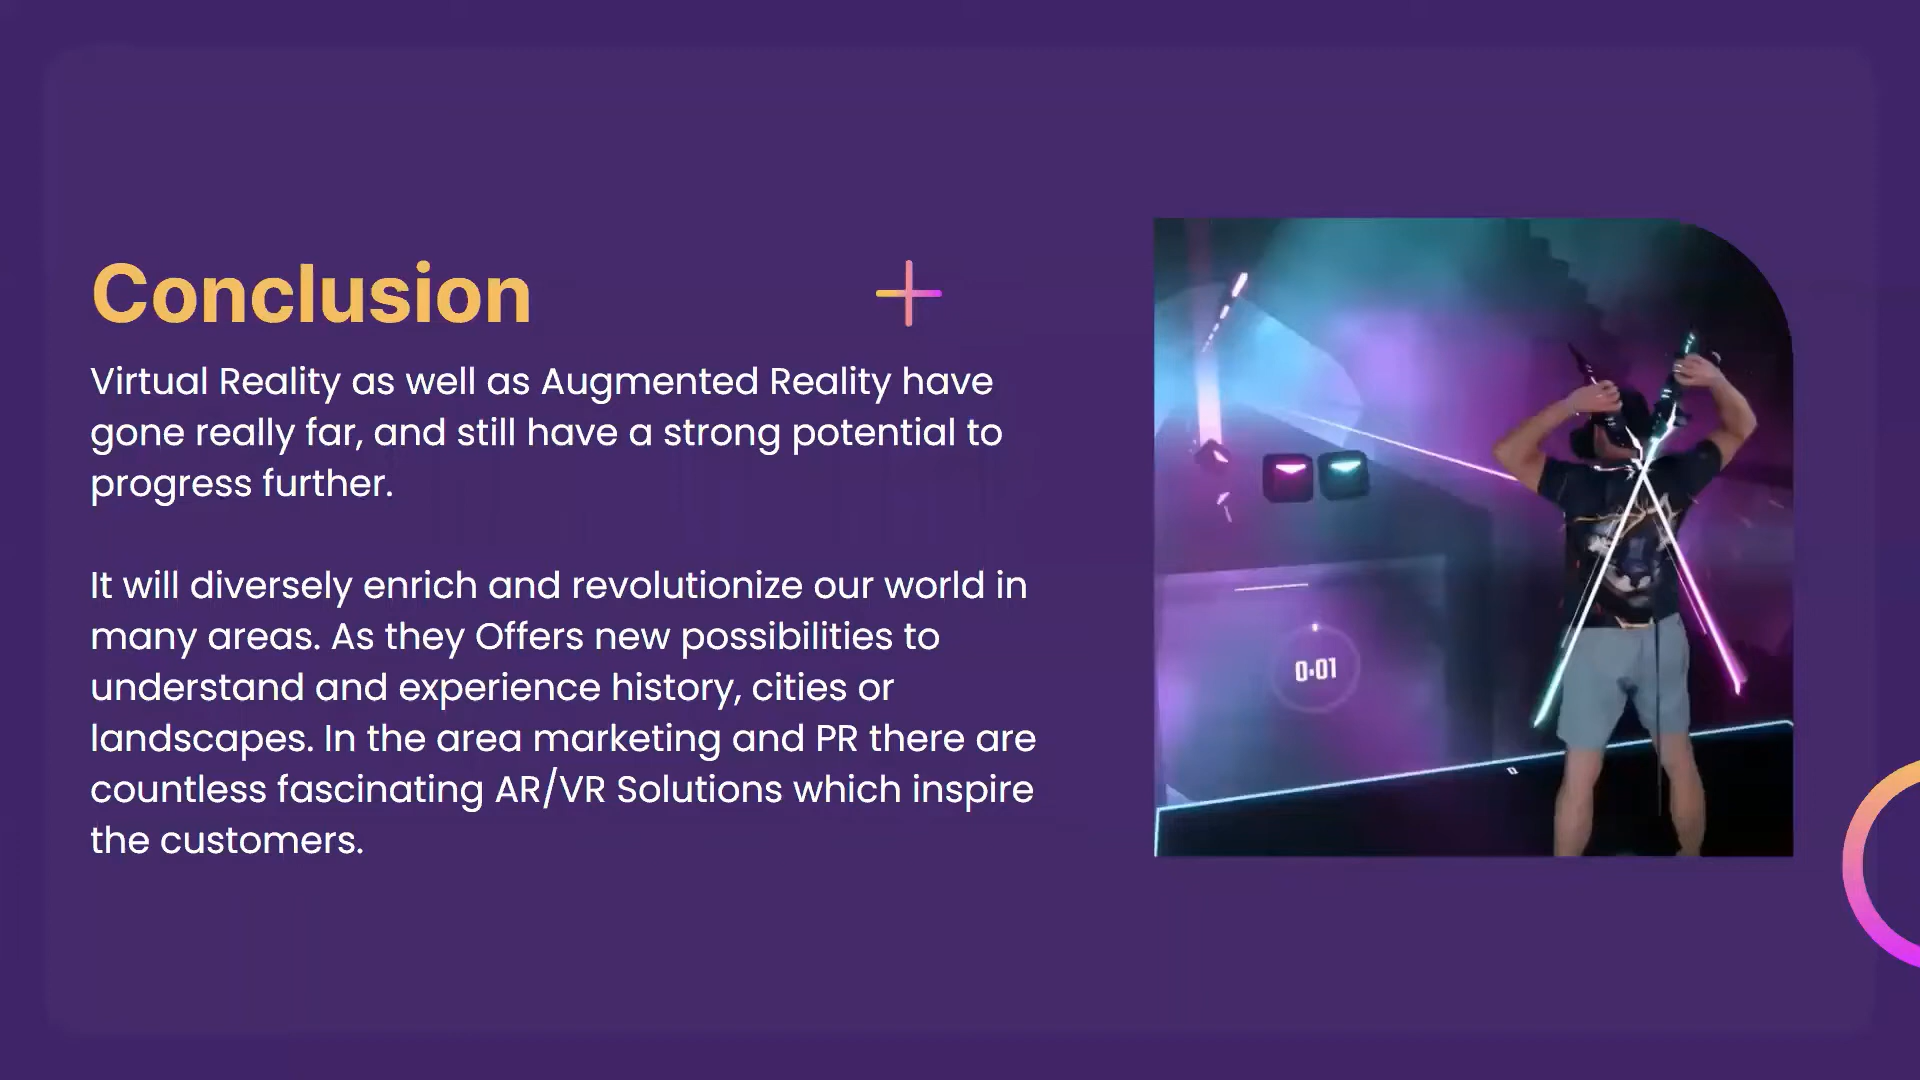 Conclusion
Virtual Reality as well as Augmented Reality have
gone really far, and still have a strong potential to
progress further.
It will diversely enrich and revolutionize our world in
many areas. As they Offers new possibilities to
understand and experience history, cities or
landscapes. In the area marketing and PR there are
countless fascinating AR/VR Solutions which inspire
the customers.
0:01